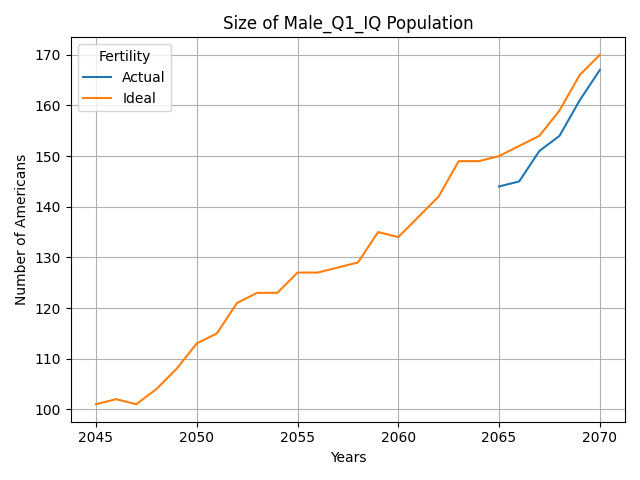 Size of Male_Q1_IQ Population
Fertility
Actual
Ideal
170
160
150
140
130
120
110
100
Number of Americans
2045
2050
2055
2060
2065
2070
Years